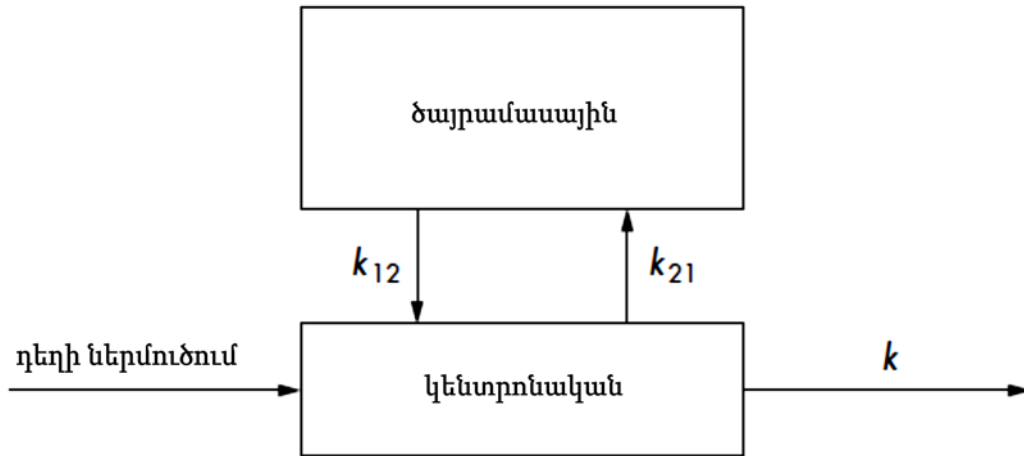 ծայրամասային
k12
k21
դեղի ներմուծում
կենտրոնական
k